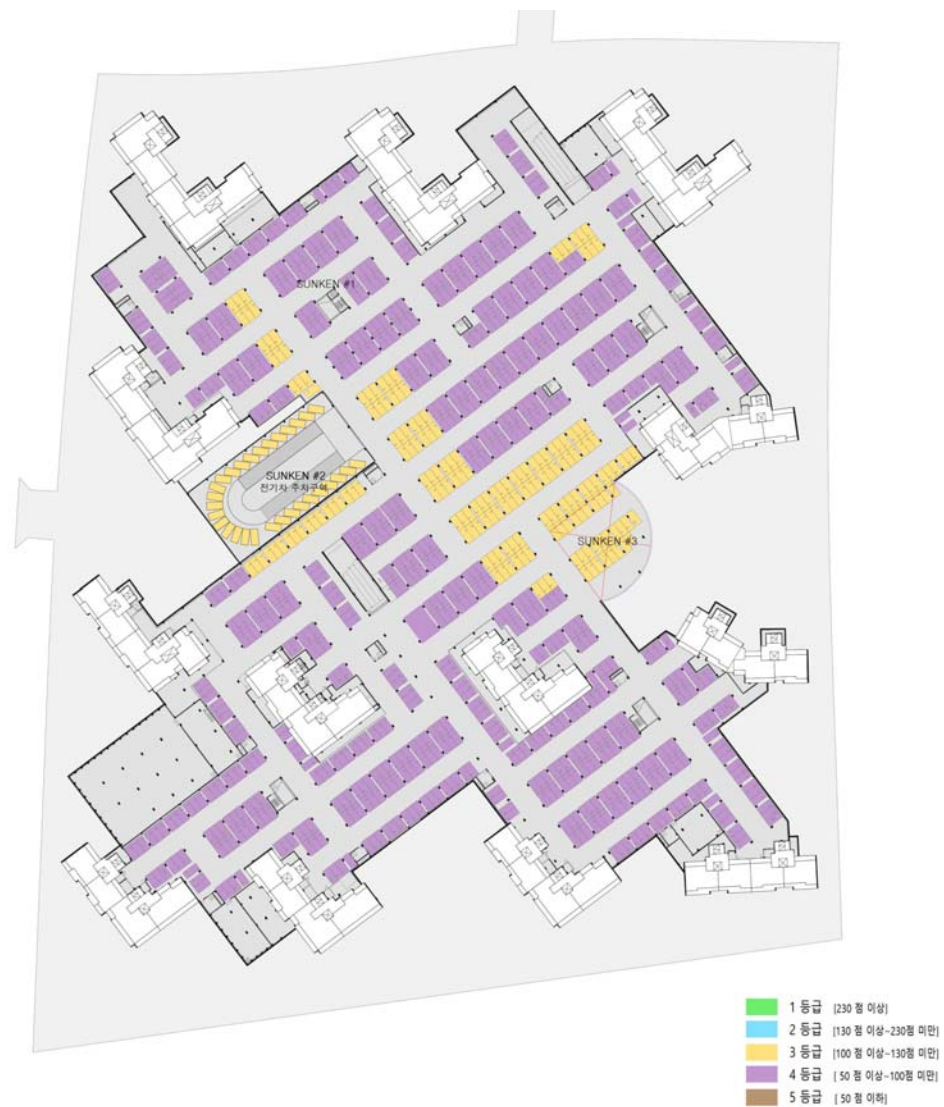 SUNKEN #1
SUNKEN #2
전기차 주차구역
SUNKEN #3
1 등급 [230 점 이상]
2 등급 [130 점 이상~230점 미만]
3 등급 [100 점 이상~130점 미만]
4 등급 [ 50 점 이상~100점 미만]
5 등급 [ 50 점 이하]